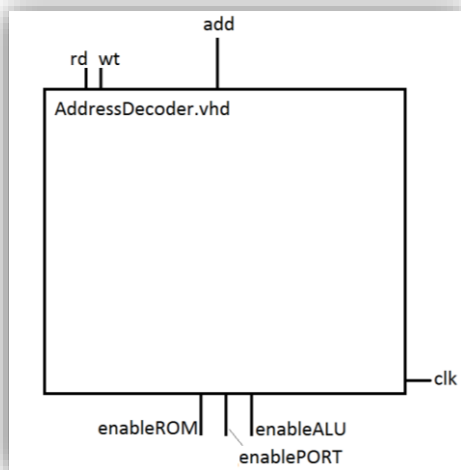 add
rd wt
AddressDecoder.vhd
clk
enableROM
enableALU
enablePORT